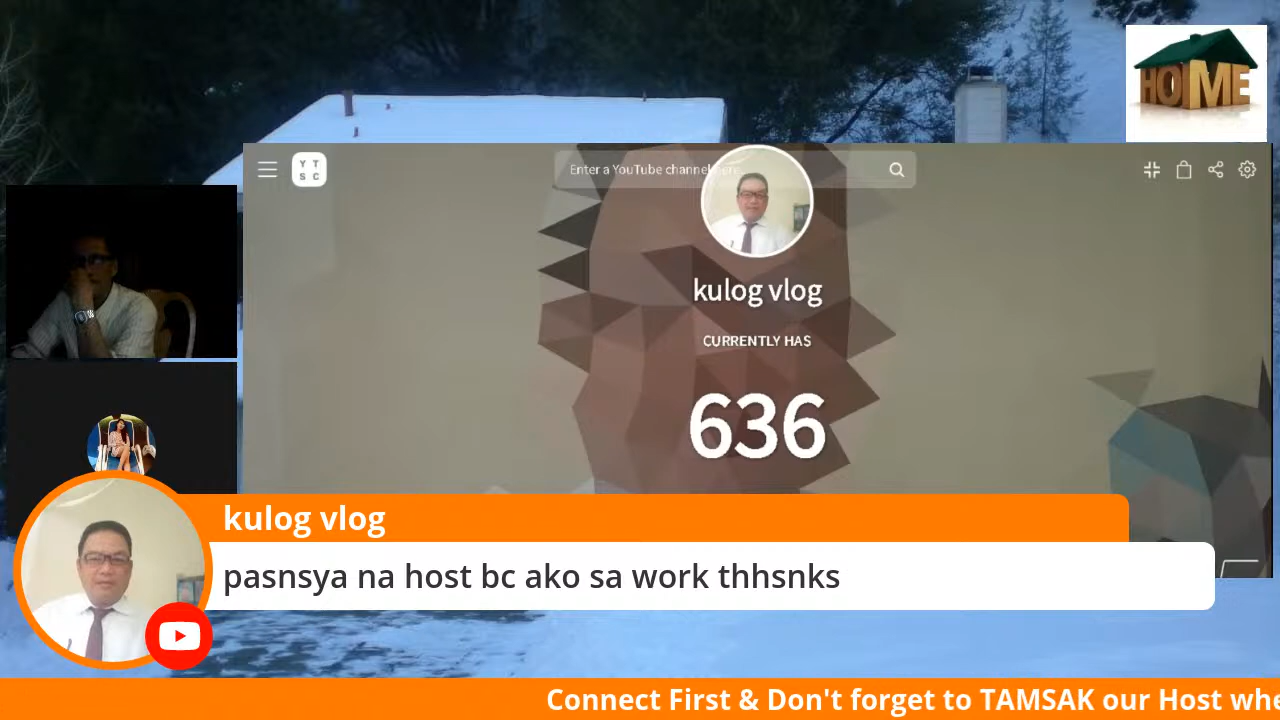 HOME
Y T
S C
Enter a YouTube channel here
kulog vlog
CURRENTLY HAS
636
kulog vlog
pasnsya na host bc ako sa work thhsnks
Connect First & Don't forget to TAMSAK our Host whe